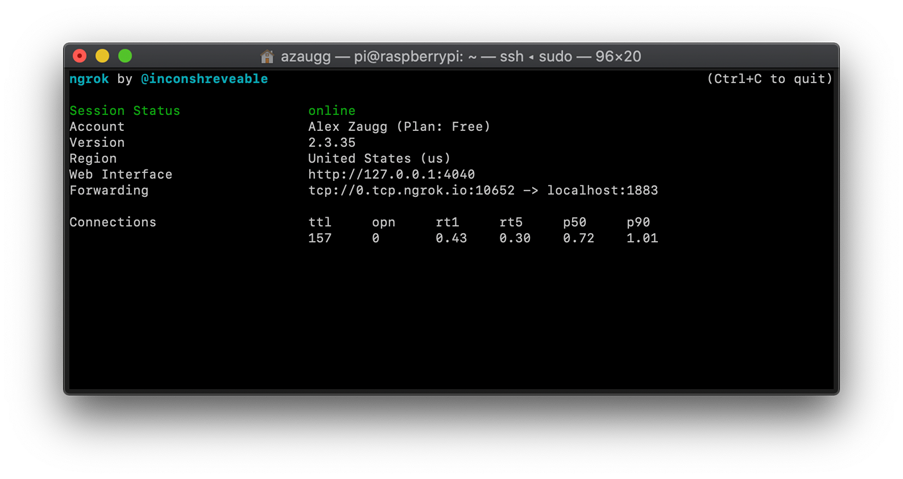 azaugg — pi@raspberrypi: ~ — ssh ◂ sudo — 96×20
ngrok by @inconshreveable (Ctrl+C to quit)
Session Status online
Account Alex Zaugg (Plan: Free)
Version 2.3.35
Region United States (us)
Web Interface http://127.0.0.1:4040
Forwarding tcp://0.tcp.ngrok.io:10652 -> localhost:1883
Connections ttl opn rt1 rt5 p50 p90
157 0 0.43 0.30 0.72 1.01